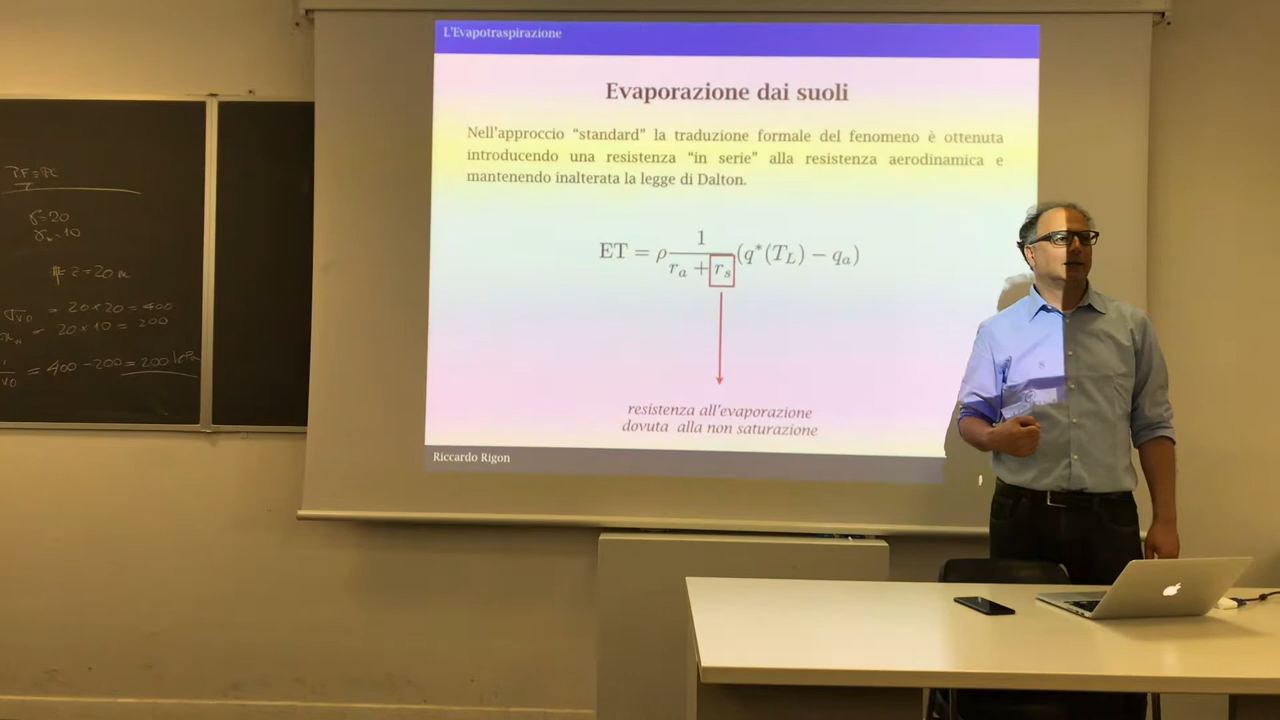 L'Evapotraspirazione
Evaporazione dai suoli
Nell'approccio “standard” la traduzione formale del fenomeno è ottenuta
introducendo una resistenza “in serie” alla resistenza aerodinamica e
mantenendo inalterata la legge di Dalton.
ET = ρ 1/(r_a + r_s) (q*(T_L) − q_a)
resistenza all'evaporazione
dovuta alla non saturazione
Riccardo Rigon
γ=20
γ_w=10
z=20 m
= 20×20=400
= 20×10=200
= 400-200=200 kPa